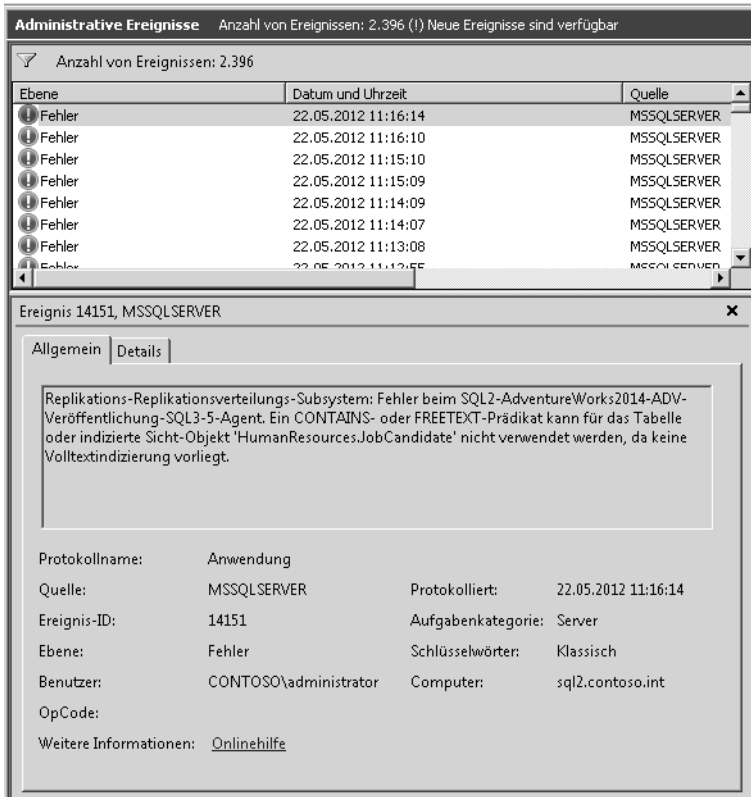 Administrative Ereignisse Anzahl von Ereignissen: 2.396 (!) Neue Ereignisse sind verfügbar
Anzahl von Ereignissen: 2.396
Ebene Datum und Uhrzeit Quelle
Fehler 22.05.2012 11:16:14 MSSQLSERVER
Fehler 22.05.2012 11:16:10 MSSQLSERVER
Fehler 22.05.2012 11:15:10 MSSQLSERVER
Fehler 22.05.2012 11:15:09 MSSQLSERVER
Fehler 22.05.2012 11:14:09 MSSQLSERVER
Fehler 22.05.2012 11:14:07 MSSQLSERVER
Fehler 22.05.2012 11:13:08 MSSQLSERVER
Fehler 22.05.2012 MSSQLSERVER
Ereignis 14151, MSSQLSERVER
Allgemein Details
Replikations-Replikationsverteilungs-Subsystem: Fehler beim SQL2-AdventureWorks2014-ADV-
Veröffentlichung-SQL3-5-Agent. Ein CONTAINS- oder FREETEXT-Prädikat kann für das Tabelle
oder indizierte Sicht-Objekt 'HumanResources.JobCandidate' nicht verwendet werden, da keine
Volltextindizierung vorliegt.
Protokollname: Anwendung
Quelle: MSSQLSERVER Protokolliert: 22.05.2012 11:16:14
Ereignis-ID: 14151 Aufgabenkategorie: Server
Ebene: Fehler Schlüsselwörter: Klassisch
Benutzer: CONTOSO\administrator Computer: sql2.contoso.int
OpCode:
Weitere Informationen: Onlinehilfe